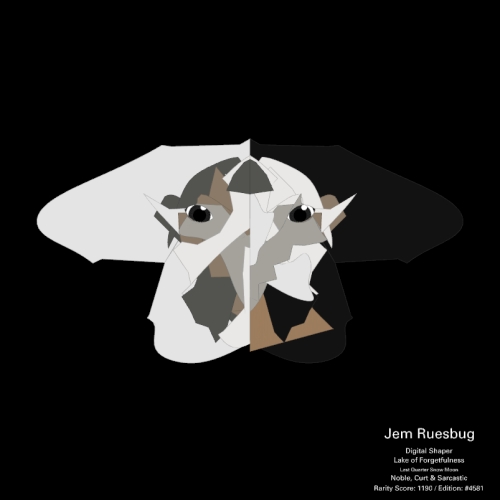 Jem Ruesbug
Digital Shaper
Lake of Forgetfulness
Last Quarter Snow Moon
Noble, Curt & Sarcastic
Rarity Score: 1190 / Edition: #4581